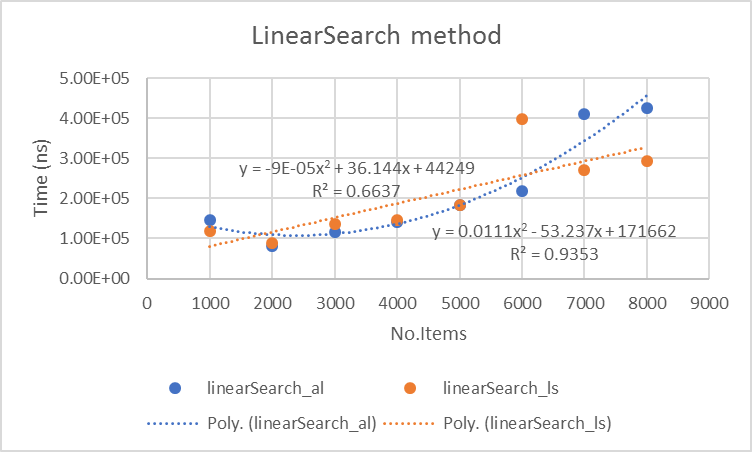 LinearSearch method
5.00E+05
4.00E+05
3.00E+05
2.00E+05
1.00E+05
0.00E+00
Time (ns)
y = -9E-05x² + 36.144x + 44249
R² = 0.6637
y = 0.0111x² - 53.237x + 171662
R² = 0.9353
0 1000 2000 3000 4000 5000 6000 7000 8000 9000
No.Items
linearSearch_al linearSearch_ls
Poly. (linearSearch_al) Poly. (linearSearch_ls)